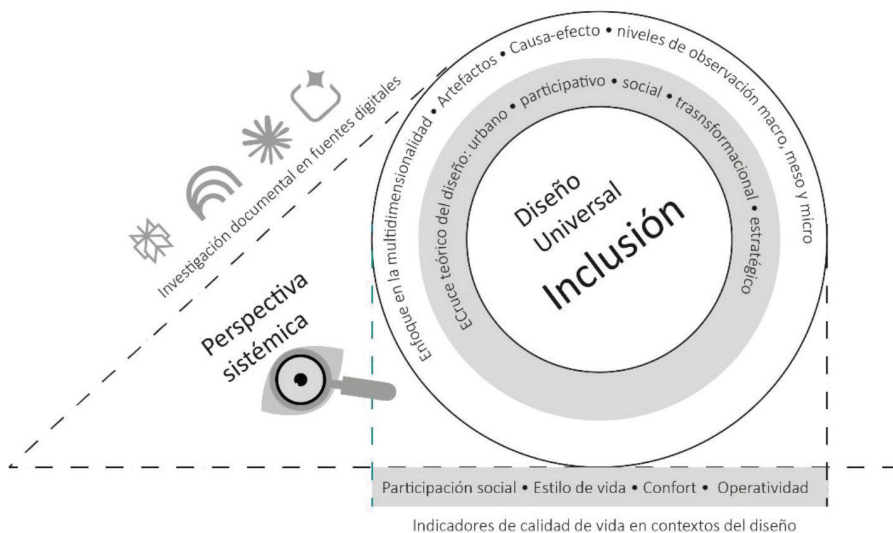 Investigación documental en fuentes digitales
Enfoque en la multidimensionalidad • Artefactos • Causa-efecto • niveles de observación macro, meso y micro
ECruce teórico del diseño: urbano • participativo • social • trasnformacional • estratégico
Diseño
Universal
Inclusión
Perspectiva
sistémica
Participación social • Estilo de vida • Confort • Operatividad
Indicadores de calidad de vida en contextos del diseño